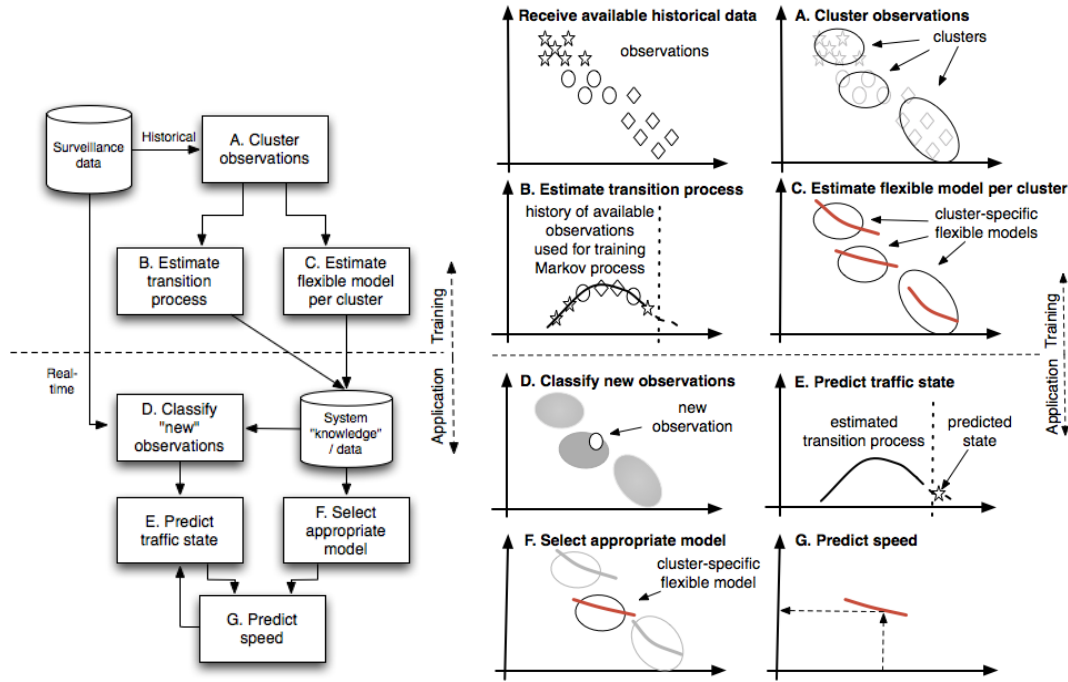 Surveillance
data
Historical
A. Cluster
observations
B. Estimate
transition
process
C. Estimate
flexible model
per cluster
Training
Application
Real-
time
D. Classify
"new"
observations
System
"knowledge"
/ data
E. Predict
traffic state
F. Select
appropriate
model
G. Predict
speed
Receive available historical data
observations
A. Cluster observations
clusters
B. Estimate transition process
history of available
observations
used for training
Markov process
C. Estimate flexible model per cluster
cluster-specific
flexible models
Training
Application
D. Classify new observations
new
observation
E. Predict traffic state
estimated
transition process
predicted
state
F. Select appropriate model
cluster-specific
flexible model
G. Predict speed